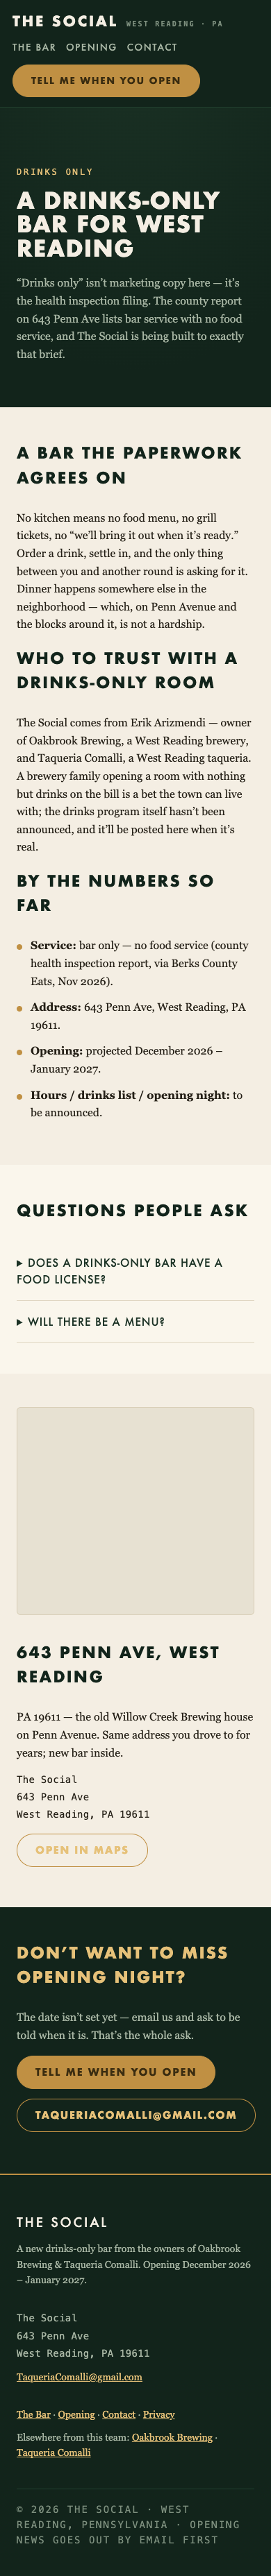 THE SOCIAL WEST READING · PA
THE BAR OPENING CONTACT
TELL ME WHEN YOU OPEN
DRINKS ONLY
A DRINKS-ONLY
BAR FOR WEST
READING
“Drinks only” isn’t marketing copy here — it’s
the health inspection filing. The county report
on 643 Penn Ave lists bar service with no food
service, and The Social is being built to exactly
that brief.
A BAR THE PAPERWORK
AGREES ON
No kitchen means no food menu, no grill
tickets, no “we’ll bring it out when it’s ready.”
Order a drink, settle in, and the only thing
between you and another round is asking for it.
Dinner happens somewhere else in the
neighborhood — which, on Penn Avenue and
the blocks around it, is not a hardship.
WHO TO TRUST WITH A
DRINKS-ONLY ROOM
The Social comes from Erik Arizmendi — owner
of Oakbrook Brewing, a West Reading brewery,
and Taqueria Comalli, a West Reading taqueria.
A brewery family opening a room with nothing
but drinks on the bill is a bet the town can live
with; the drinks program itself hasn’t been
announced, and it’ll be posted here when it’s
real.
BY THE NUMBERS SO
FAR
Service: bar only — no food service (county
health inspection report, via Berks County
Eats, Nov 2026).
Address: 643 Penn Ave, West Reading, PA
19611.
Opening: projected December 2026 –
January 2027.
Hours / drinks list / opening night: to
be announced.
QUESTIONS PEOPLE ASK
DOES A DRINKS-ONLY BAR HAVE A
FOOD LICENSE?
WILL THERE BE A MENU?
643 PENN AVE, WEST
READING
PA 19611 — the old Willow Creek Brewing house
on Penn Avenue. Same address you drove to for
years; new bar inside.
The Social
643 Penn Ave
West Reading, PA 19611
OPEN IN MAPS
DON’T WANT TO MISS
OPENING NIGHT?
The date isn’t set yet — email us and ask to be
told when it is. That’s the whole ask.
TELL ME WHEN YOU OPEN
TAQUERIACOMALLI@GMAIL.COM
THE SOCIAL
A new drinks-only bar from the owners of Oakbrook
Brewing & Taqueria Comalli. Opening December 2026
– January 2027.
The Social
643 Penn Ave
West Reading, PA 19611
TaqueriaComalli@gmail.com
The Bar · Opening · Contact · Privacy
Elsewhere from this team: Oakbrook Brewing ·
Taqueria Comalli
© 2026 THE SOCIAL · WEST
READING, PENNSYLVANIA · OPENING
NEWS GOES OUT BY EMAIL FIRST